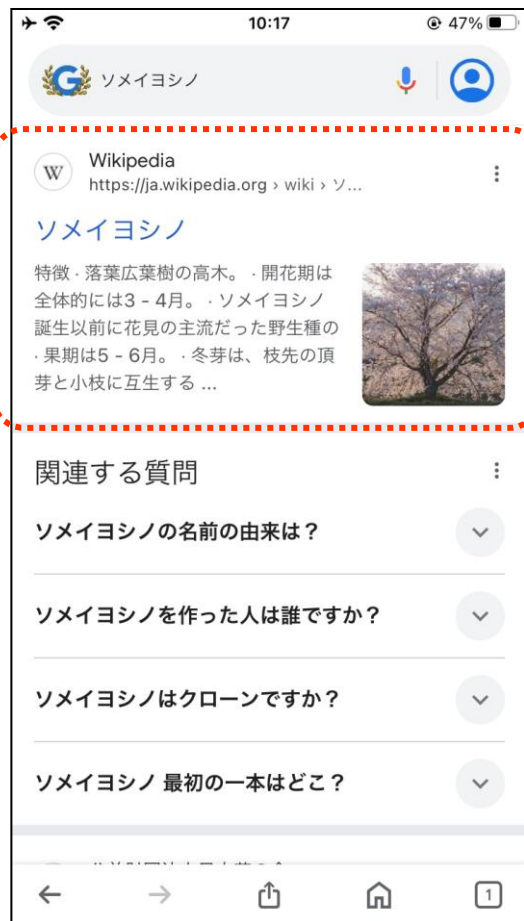 10:17
47%
G ソメイヨシノ
W
Wikipedia
https://ja.wikipedia.org › wiki › ソ...
ソメイヨシノ
特徴 · 落葉広葉樹の高木。 · 開花期は
全体的には3 - 4月。 · ソメイヨシノ
誕生以前に花見の主流だった野生種の
· 果期は5 - 6月。 · 冬芽は、枝先の頂
芽と小枝に互生する ...
関連する質問
ソメイヨシノの名前の由来は？
ソメイヨシノを作った人は誰ですか？
ソメイヨシノはクローンですか？
ソメイヨシノ 最初の一本はどこ？
1